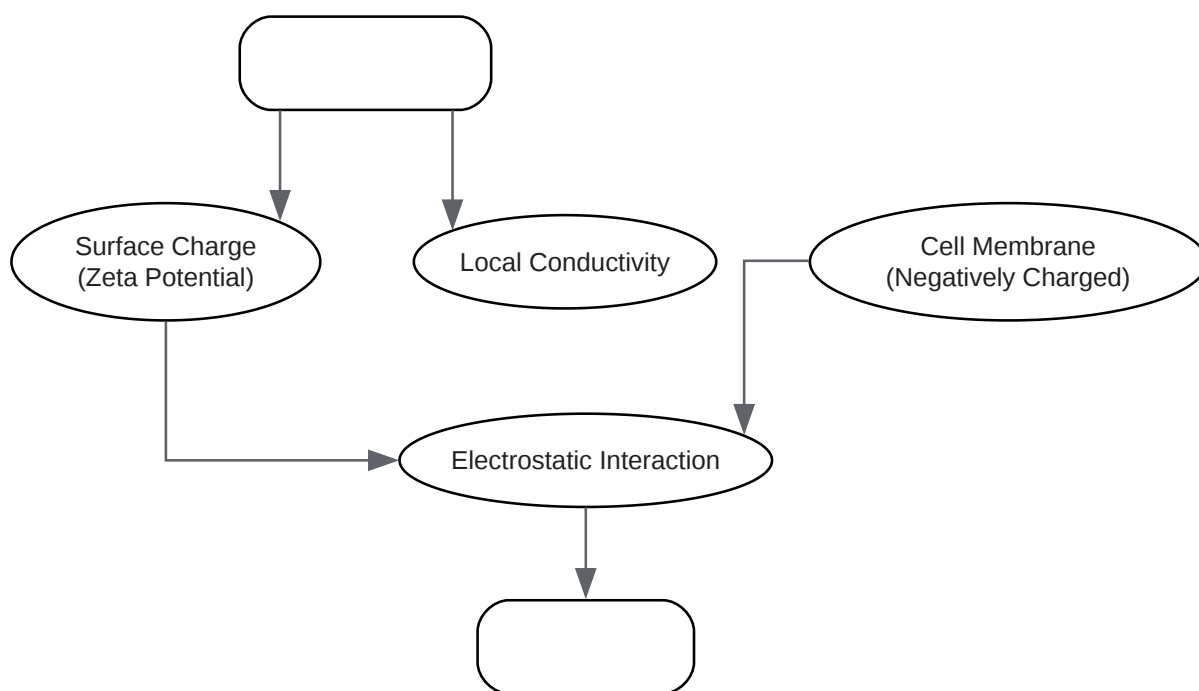 Surface Charge
(Zeta Potential)
Local Conductivity
Cell Membrane
(Negatively Charged)
Electrostatic Interaction